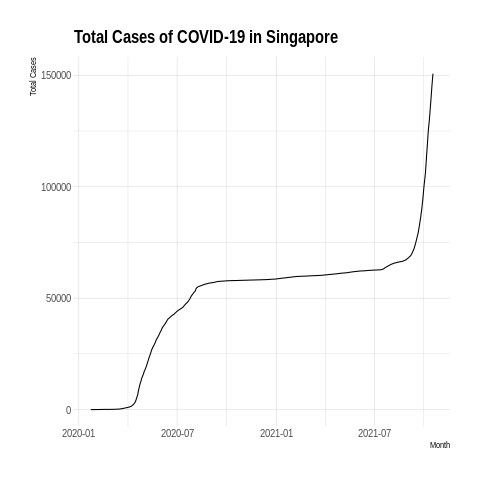 Total Cases of COVID-19 in Singapore
Total Cases
150000
100000
50000
0
2020-01 2020-07 2021-01 2021-07
Month